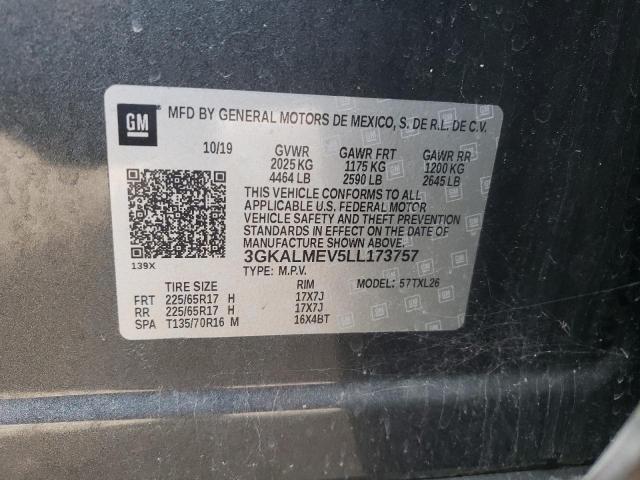 GM
MFD BY GENERAL MOTORS DE MEXICO, S. DE R.L. DE C.V.
10/19 GVWR GAWR FRT GAWR RR
2025 KG 1175 KG 1200 KG
4464 LB 2590 LB 2645 LB
THIS VEHICLE CONFORMS TO ALL
APPLICABLE U.S. FEDERAL MOTOR
VEHICLE SAFETY AND THEFT PREVENTION
STANDARDS IN EFFECT ON THE DATE OF
MANUFACTURE SHOWN ABOVE.
139X
3GKALMEV5LL173757
TYPE: M.P.V. MODEL: 57TXL26
TIRE SIZE RIM
FRT 225/65R17 H 17X7J
RR 225/65R17 H 17X7J
SPA T135/70R16 M 16X4BT